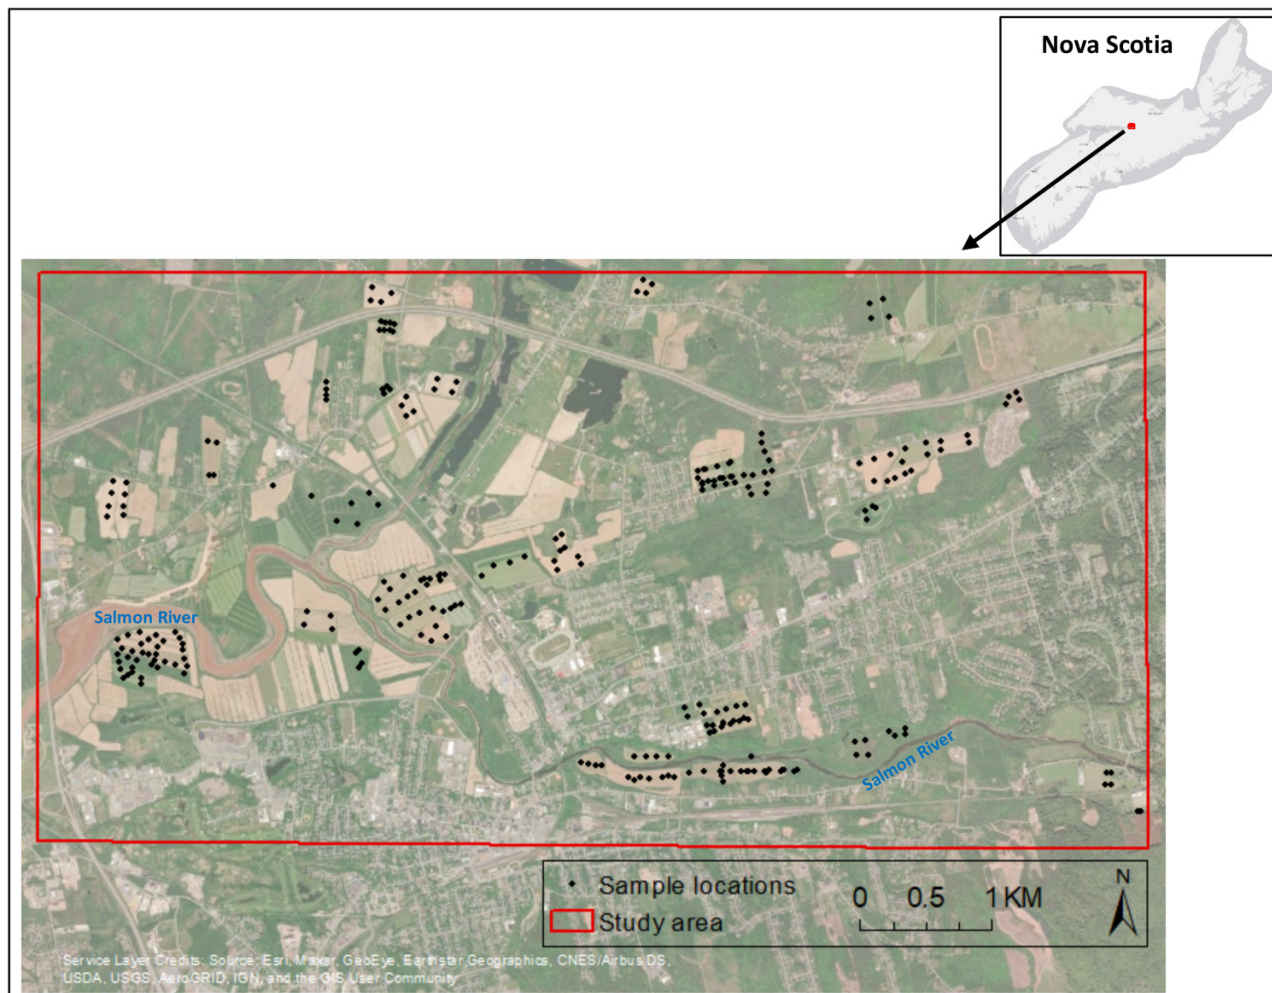 Nova Scotia
Salmon River
Salmon River
Sample locations
Study area
0 0.5 1 KM
N
Service Layer Credits: Source: Esri, Maxar, GeoEye, Earthstar Geographics, CNES/Airbus DS,
USDA, USGS, AeroGRID, IGN, and the GIS User Community